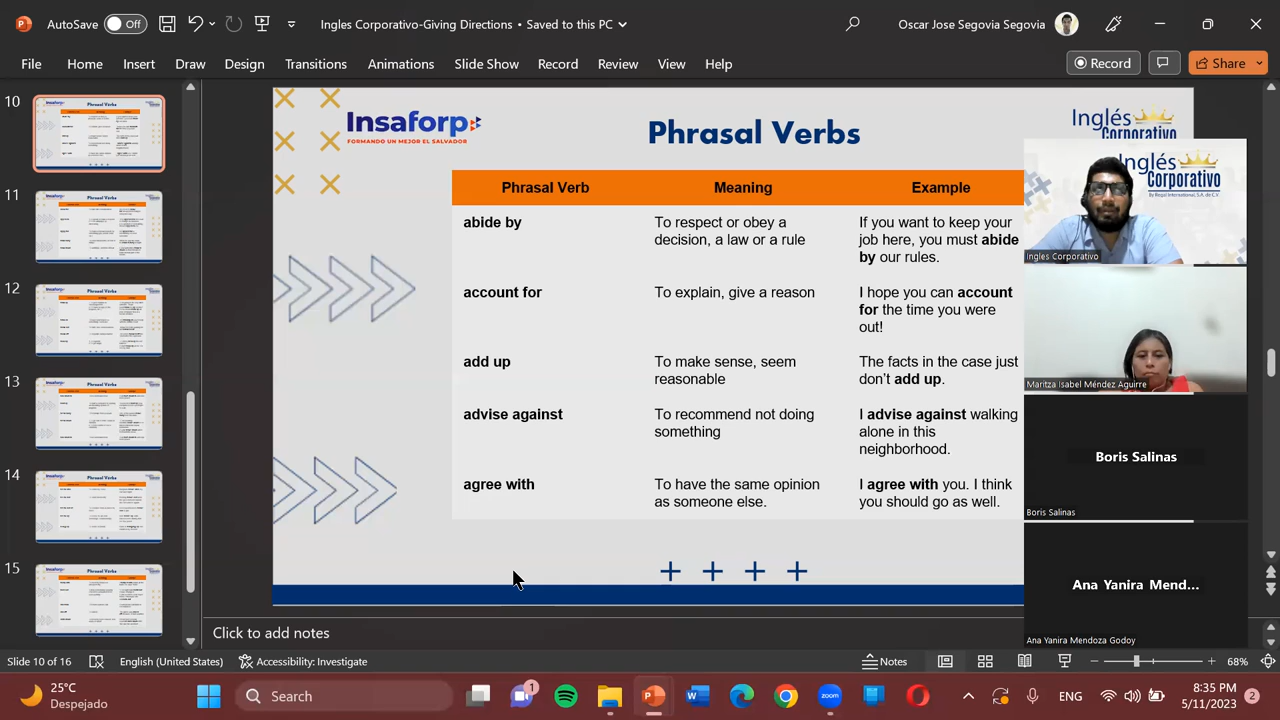 AutoSave Off Ingles Corporativo-Giving Directions • Saved to this PC Oscar Jose Segovia Segovia
File Home Insert Draw Design Transitions Animations Slide Show Record Review View Help Record Share
10
11
12
13
14
15
Insaforp
FORMANDO UN MEJOR EL SALVADOR
Phrasal Verbs
Inglés
Corporativo
Phrasal Verb Meaning Example
abide by To respect or obey a If you want to keep your
decision, a law or a rule job here, you must abide
by our rules.
account for To explain, give a reason I hope you can account
for the time you were
out!
add up To make sense, seem The facts in the case just
reasonable don't add up.
advise against To recommend not doing I advise against walking
something alone in this
neighborhood.
agree with To have the same opinion I agree with you. I think
as someone else. you should go as well
Inglés
Corporativo
By Regal International, S.A. de C.V.
Ingles Corporativo
Maritza Isabel Méndez Aguirre
Boris Salinas
Boris Salinas
Ana Yanira Mend...
Ana Yanira Mendoza Godoy
Click to add notes
Slide 10 of 16 English (United States) Accessibility: Investigate Notes 68%
25°C
Despejado
Search
1
zoom
ENG
8:35 PM
5/11/2023
2